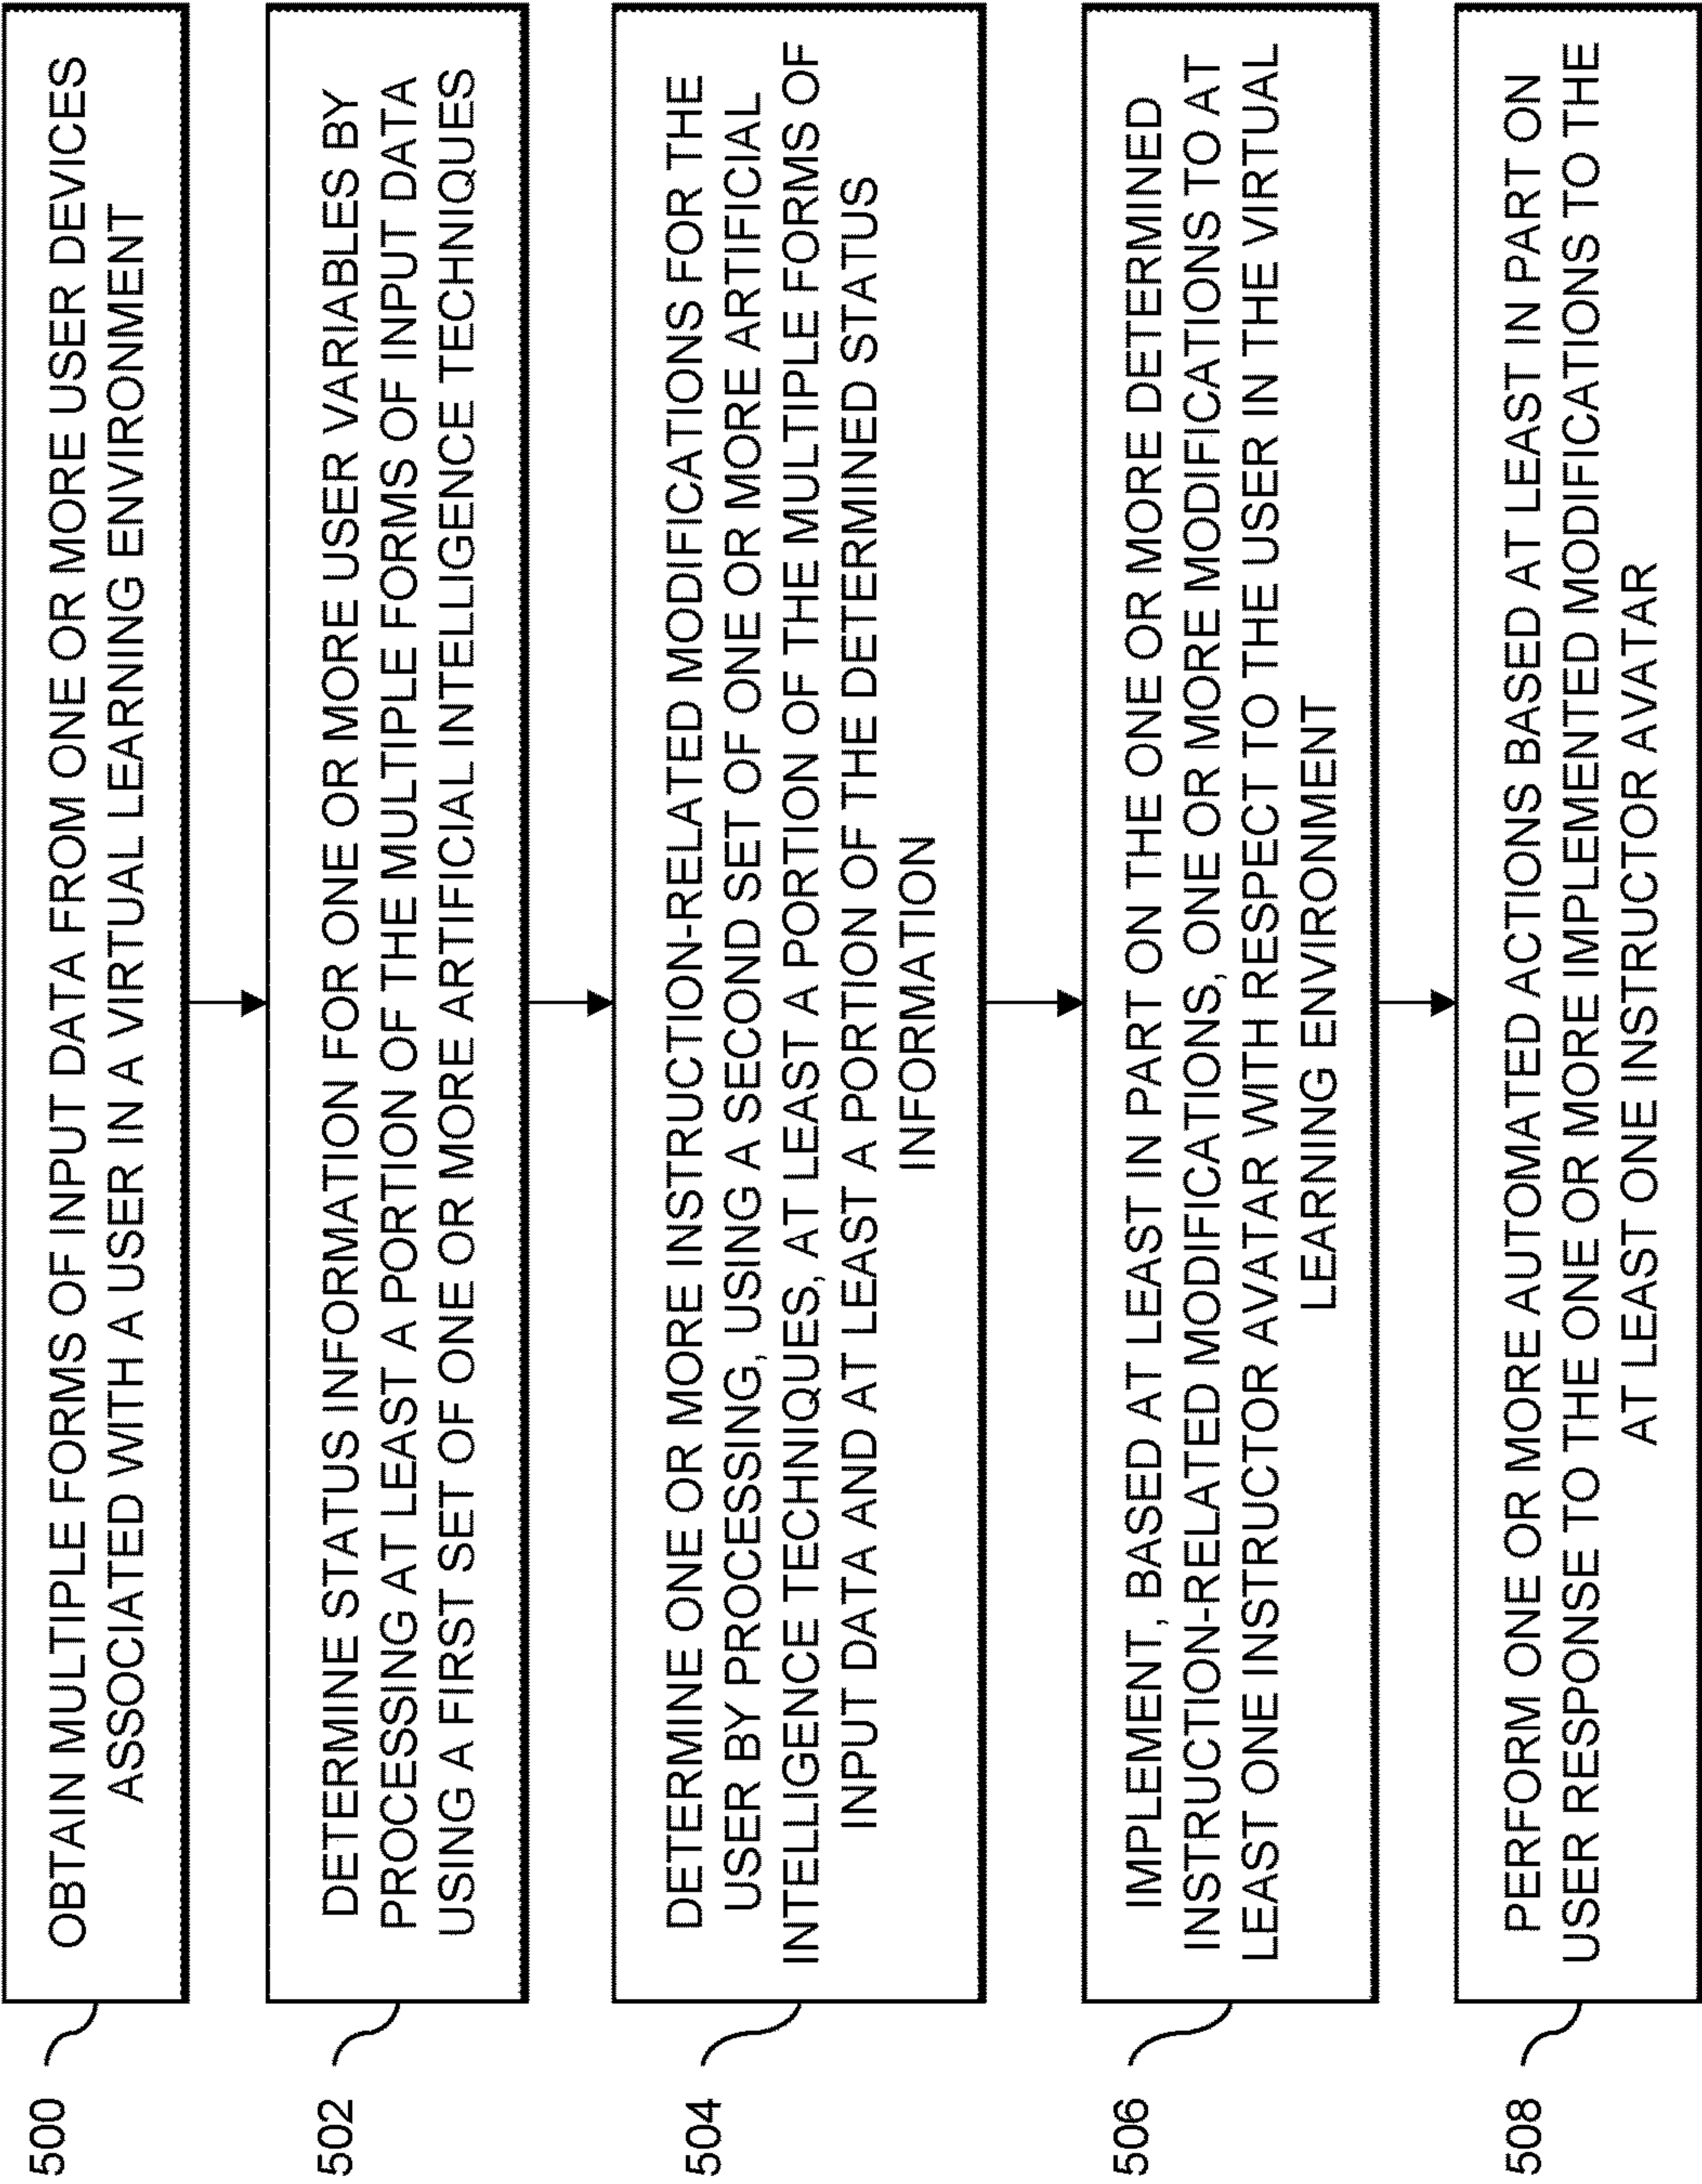 500
OBTAIN MULTIPLE FORMS OF INPUT DATA FROM ONE OR MORE USER DEVICES
ASSOCIATED WITH A USER IN A VIRTUAL LEARNING ENVIRONMENT
502
DETERMINE STATUS INFORMATION FOR ONE OR MORE USER VARIABLES BY
PROCESSING AT LEAST A PORTION OF THE MULTIPLE FORMS OF INPUT DATA
USING A FIRST SET OF ONE OR MORE ARTIFICIAL INTELLIGENCE TECHNIQUES
504
DETERMINE ONE OR MORE INSTRUCTION-RELATED MODIFICATIONS FOR THE
USER BY PROCESSING, USING A SECOND SET OF ONE OR MORE ARTIFICIAL
INTELLIGENCE TECHNIQUES, AT LEAST A PORTION OF THE MULTIPLE FORMS OF
INPUT DATA AND AT LEAST A PORTION OF THE DETERMINED STATUS
INFORMATION
506
IMPLEMENT, BASED AT LEAST IN PART ON THE ONE OR MORE DETERMINED
INSTRUCTION-RELATED MODIFICATIONS, ONE OR MORE MODIFICATIONS TO AT
LEAST ONE INSTRUCTOR AVATAR WITH RESPECT TO THE USER IN THE VIRTUAL
LEARNING ENVIRONMENT
508
PERFORM ONE OR MORE AUTOMATED ACTIONS BASED AT LEAST IN PART ON
USER RESPONSE TO THE ONE OR MORE IMPLEMENTED MODIFICATIONS TO THE
AT LEAST ONE INSTRUCTOR AVATAR